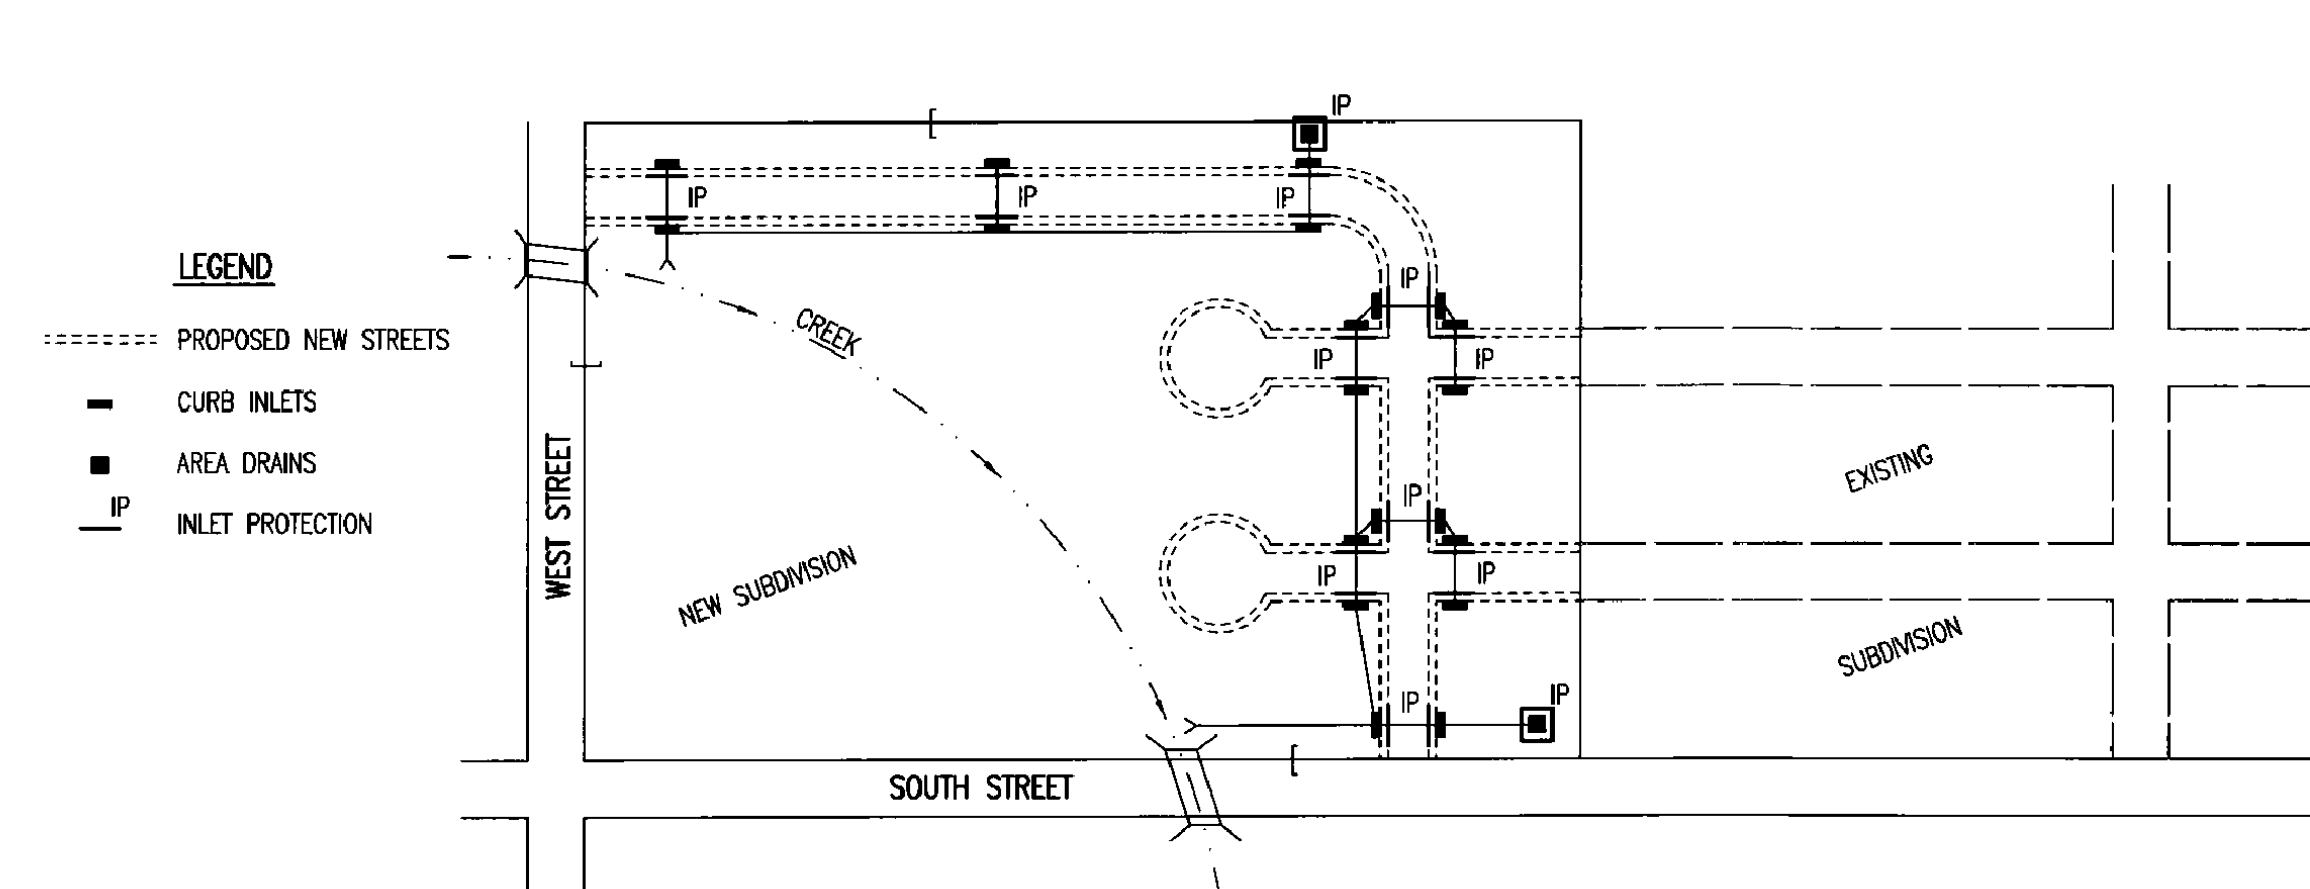 IP
IP
IP
IP
LEGEND
IP
PROPOSED NEW STREETS
CREEK
IP
IP
CURB INLETS
WEST STREET
AREA DRAINS
EXISTING
IP
IP
INLET PROTECTION
NEW SUBDIVISION
IP
IP
IP
SUBDIVISION
IP
IP
SOUTH STREET